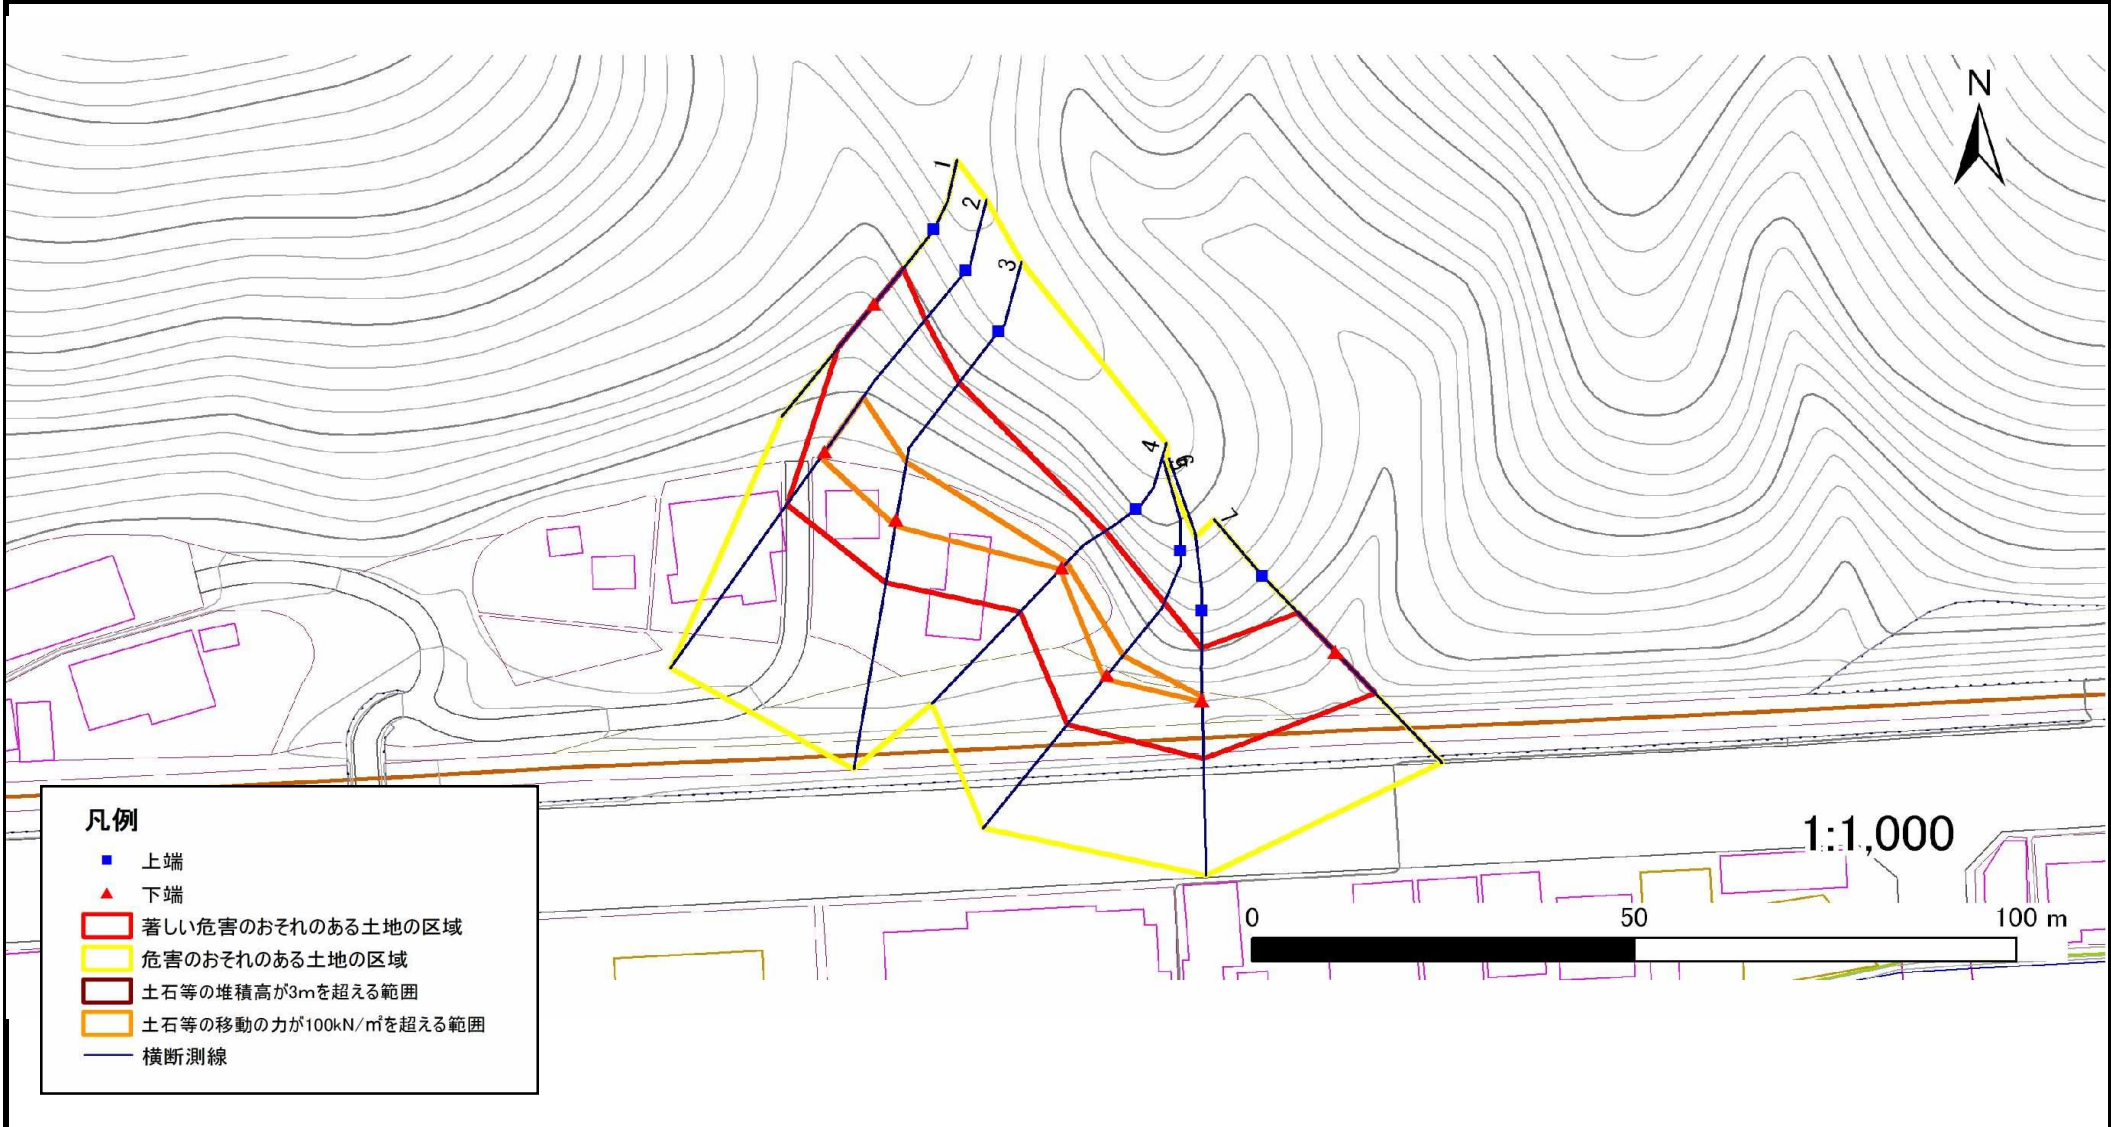 N
1
2
3
4
5
6
7
1:1,000
0 50 100 m
凡例
上端
下端
著しい危害のおそれのある土地の区域
危害のおそれのある土地の区域
土石等の堆積高が3mを超える範囲
土石等の移動の力が100kN/㎡を超える範囲
横断測線